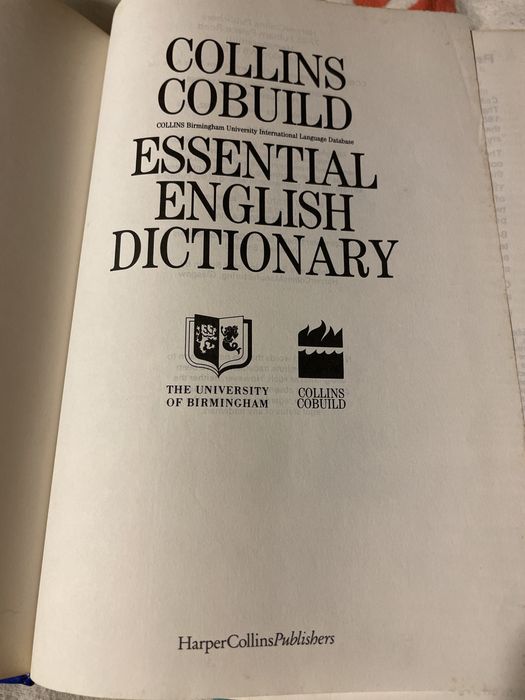 COLLINS
COBUILD
COLLINS Birmingham University International Language Database
ESSENTIAL
ENGLISH
DICTIONARY
THE UNIVERSITY
OF BIRMINGHAM
COLLINS
COBUILD
HarperCollinsPublishers